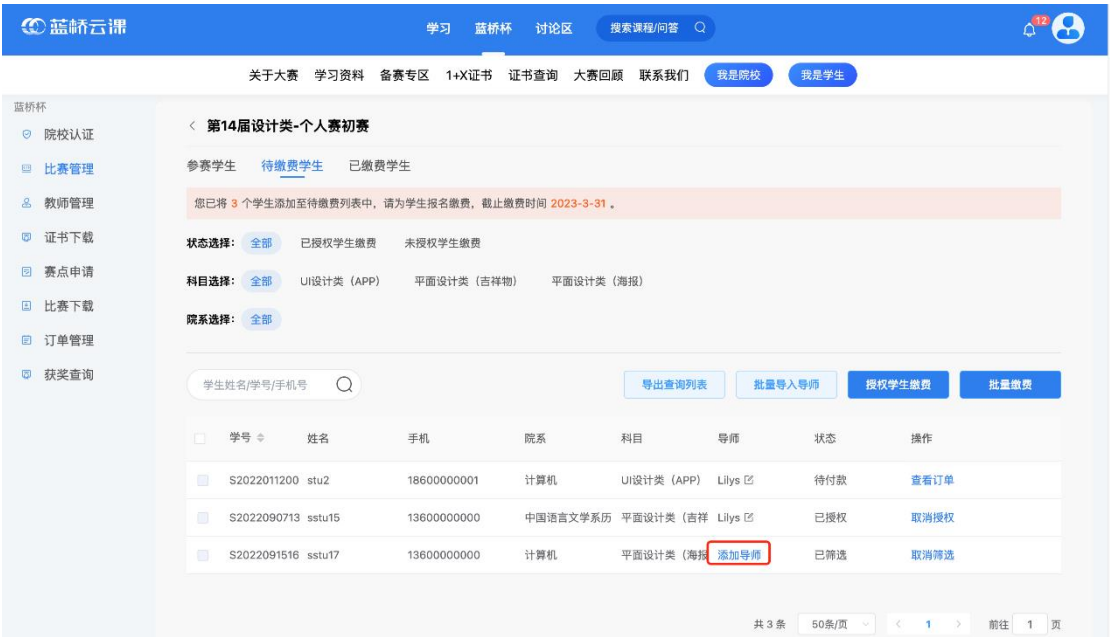 蓝桥云课
学习 蓝桥杯 讨论区 搜索课程/问答 12
关于大赛 学习资料 备赛专区 1+X证书 证书查询 大赛回顾 联系我们 我是院校 我是学生
蓝桥杯
院校认证
比赛管理
教师管理
证书下载
赛点申请
比赛下载
订单管理
获奖查询
< 第14届设计类-个人赛初赛
参赛学生 待缴费学生 已缴费学生
您已将 3 个学生添加至待缴费列表中，请为学生报名缴费，截止缴费时间 2023-3-31 。
状态选择： 全部 已授权学生缴费 未授权学生缴费
科目选择： 全部 UI设计类（APP） 平面设计类（吉祥物） 平面设计类（海报）
院系选择： 全部
学生姓名/学号/手机号 导出查询列表 批量导入导师 授权学生缴费 批量缴费
学号 姓名 手机 院系 科目 导师 状态 操作
S2022011200 stu2 18600000001 计算机 UI设计类（APP） Lilys 待付款 查看订单
S2022090713 sstu15 13600000000 中国语言文学系历 平面设计类（吉祥 Lilys 已授权 取消授权
S2022091516 sstu17 13600000000 计算机 平面设计类（海报 添加导师 已筛选 取消筛选
共 3 条 50条/页 < 1 > 前往 1 页